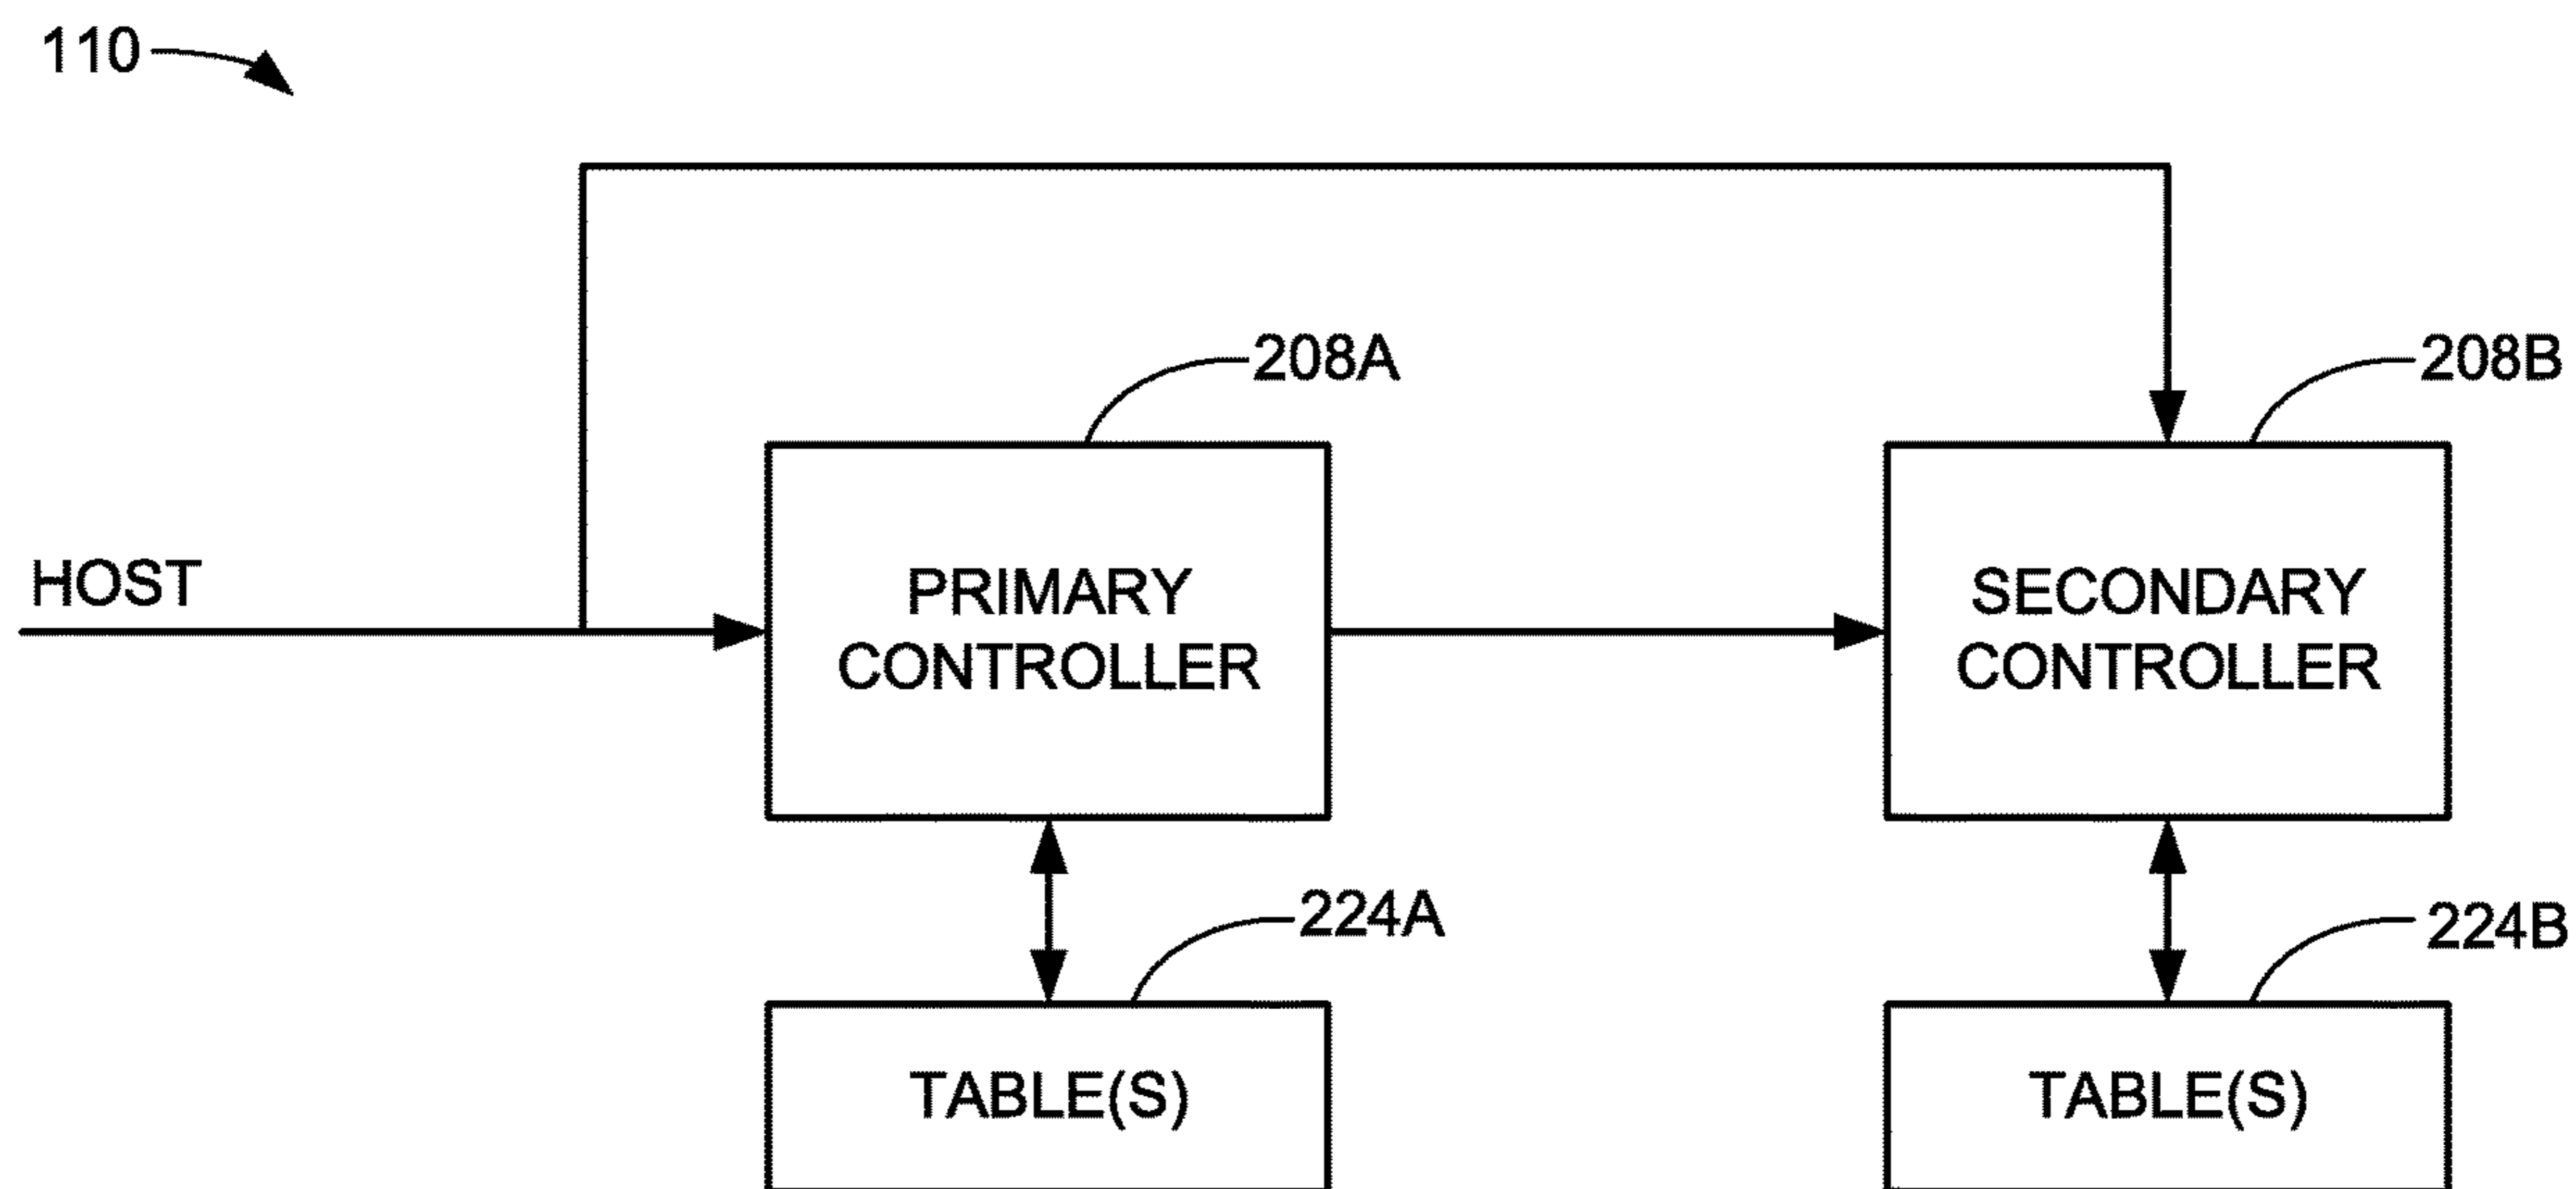 110
208A
208B
HOST
PRIMARY
CONTROLLER
SECONDARY
CONTROLLER
224A
224B
TABLE(S)
TABLE(S)